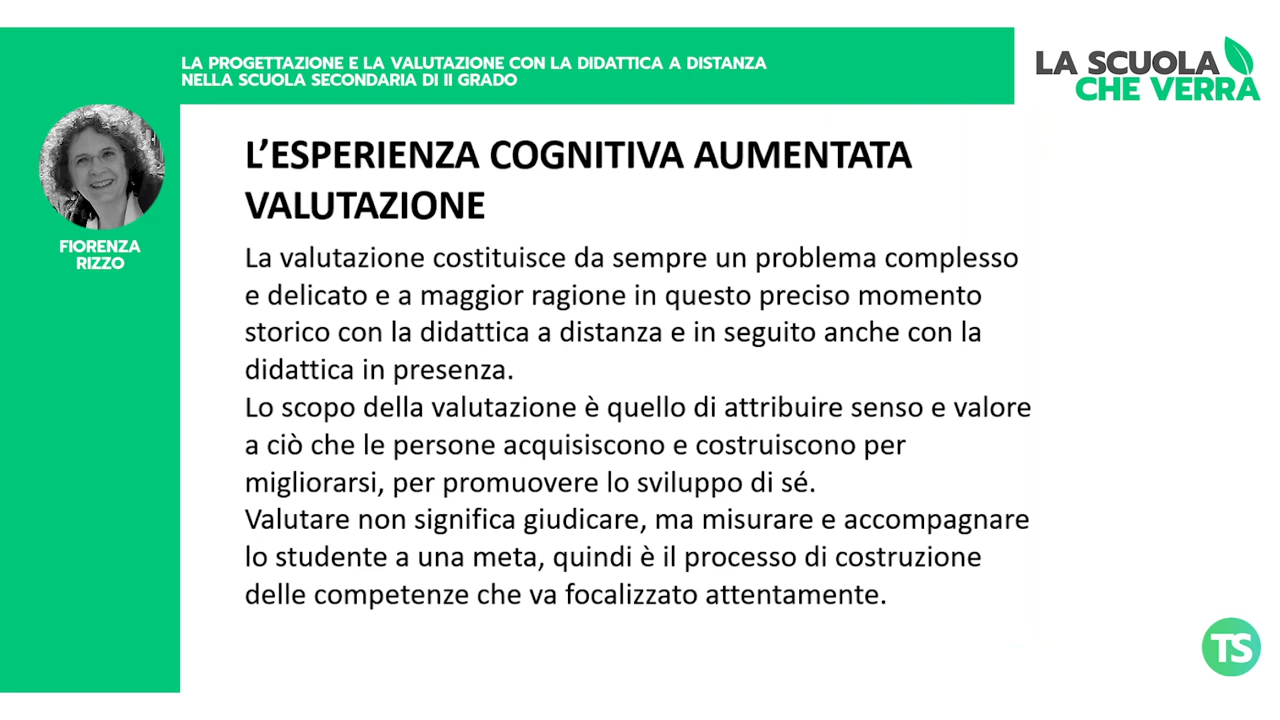 LA PROGETTAZIONE E LA VALUTAZIONE CON LA DIDATTICA A DISTANZA
NELLA SCUOLA SECONDARIA DI II GRADO
LA SCUOLA
CHE VERRA
FIORENZA
RIZZO
L'ESPERIENZA COGNITIVA AUMENTATA
VALUTAZIONE
La valutazione costituisce da sempre un problema complesso
e delicato e a maggior ragione in questo preciso momento
storico con la didattica a distanza e in seguito anche con la
didattica in presenza.
Lo scopo della valutazione è quello di attribuire senso e valore
a ciò che le persone acquisiscono e costruiscono per
migliorarsi, per promuovere lo sviluppo di sé.
Valutare non significa giudicare, ma misurare e accompagnare
lo studente a una meta, quindi è il processo di costruzione
delle competenze che va focalizzato attentamente.
TS